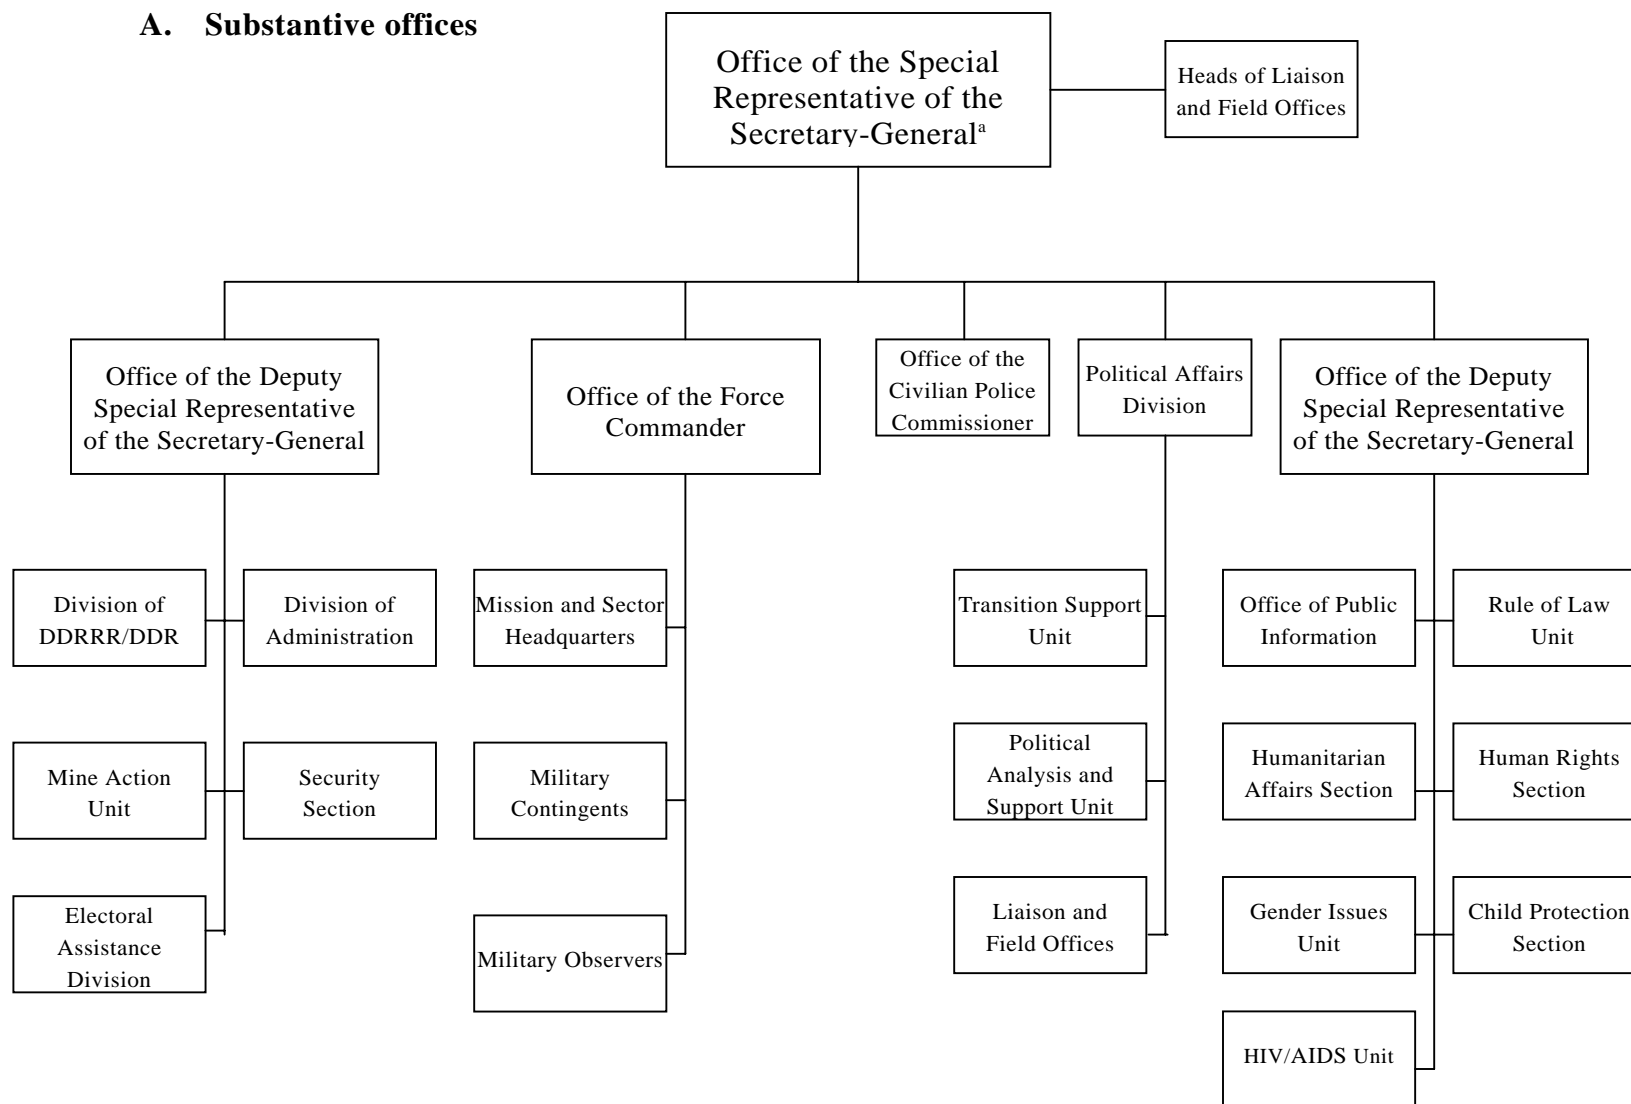 A. Substantive offices
Office of the Special
Representative of the
Secretary-Generalᵃ
Heads of Liaison
and Field Offices
Office of the Deputy
Special Representative
of the Secretary-General
Office of the Force
Commander
Office of the
Civilian Police
Commissioner
Political Affairs
Division
Office of the Deputy
Special Representative
of the Secretary-General
Division of
DDRRR/DDR
Division of
Administration
Mission and Sector
Headquarters
Transition Support
Unit
Office of Public
Information
Rule of Law
Unit
Mine Action
Unit
Security
Section
Military
Contingents
Political
Analysis and
Support Unit
Humanitarian
Affairs Section
Human Rights
Section
Electoral
Assistance
Division
Military Observers
Liaison and
Field Offices
Gender Issues
Unit
Child Protection
Section
HIV/AIDS Unit